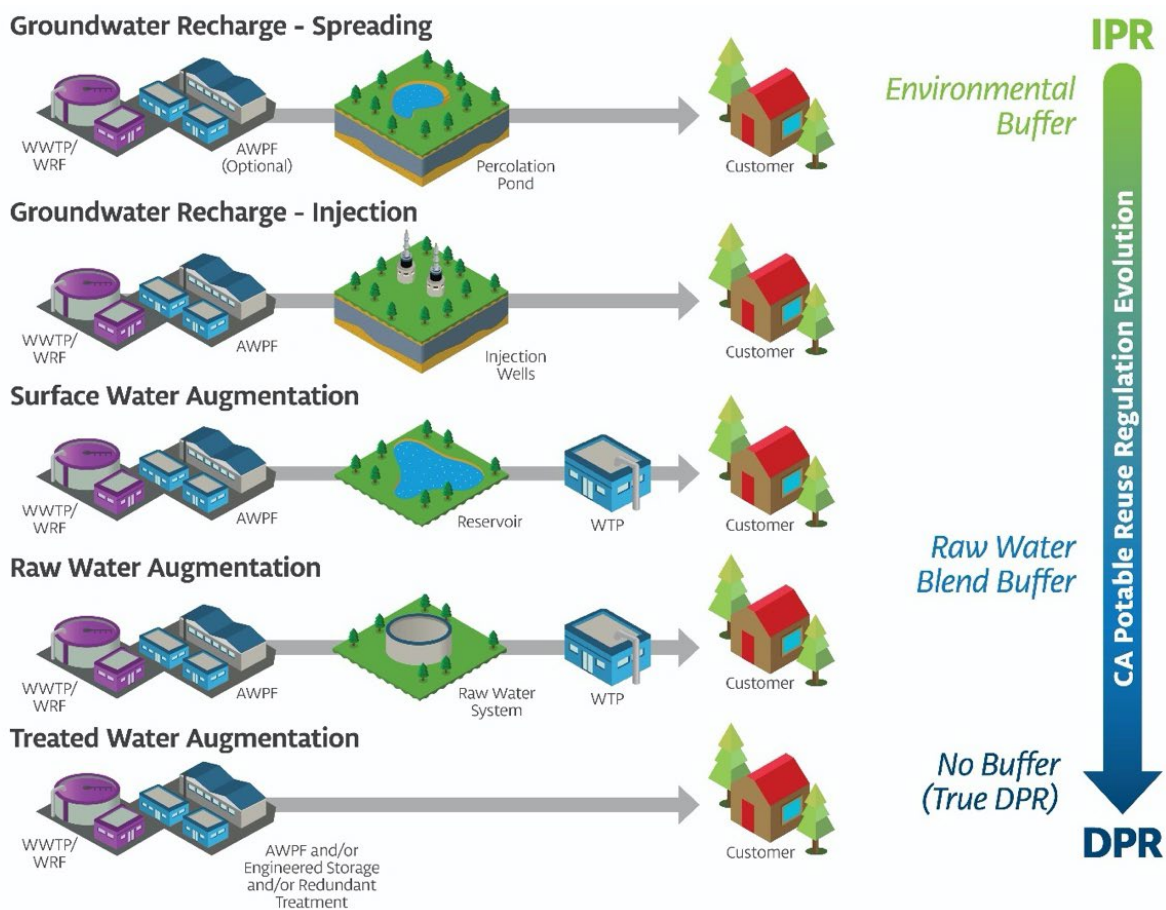 Groundwater Recharge - Spreading
WWTP/
WRF
AWPF
(Optional)
Percolation
Pond
Customer
Groundwater Recharge - Injection
WWTP/
WRF
AWPF
Injection
Wells
Customer
Surface Water Augmentation
WWTP/
WRF
AWPF
Reservoir
WTP
Customer
Raw Water Augmentation
WWTP/
WRF
AWPF
Raw Water
System
WTP
Customer
Treated Water Augmentation
WWTP/
WRF
AWPF and/or
Engineered Storage
and/or Redundant
Treatment
Customer
IPR
Environmental
Buffer
Raw Water
Blend Buffer
No Buffer
(True DPR)
CA Potable Reuse Regulation Evolution
DPR